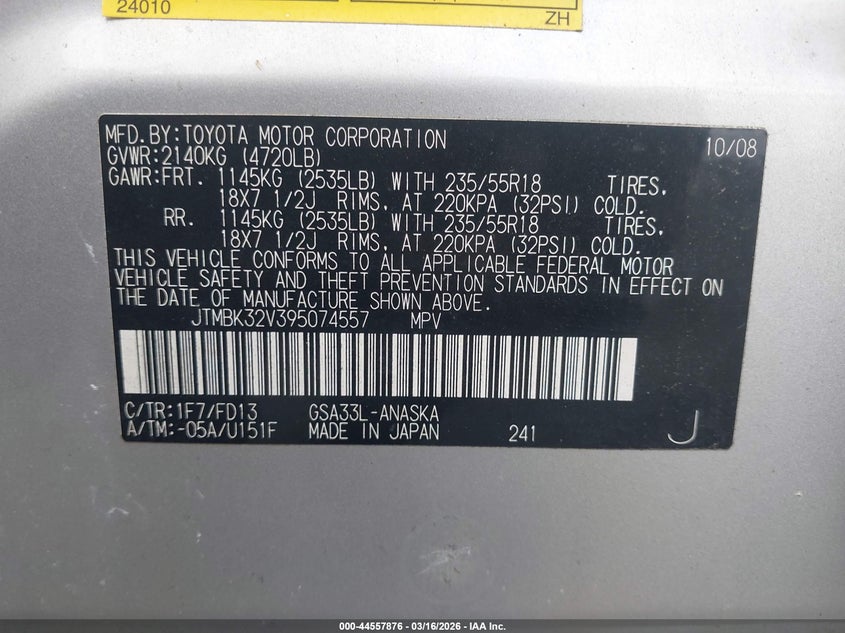 24010
ZH
MFD.BY:TOYOTA MOTOR CORPORATION 10/08
GVWR:2140KG (4720LB)
GAWR:FRT. 1145KG (2535LB) WITH 235/55R18 TIRES,
18X7 1/2J RIMS, AT 220KPA (32PSI) COLD.
RR. 1145KG (2535LB) WITH 235/55R18 TIRES,
18X7 1/2J RIMS, AT 220KPA (32PSI) COLD.
THIS VEHICLE CONFORMS TO ALL APPLICABLE FEDERAL MOTOR
VEHICLE SAFETY AND THEFT PREVENTION STANDARDS IN EFFECT ON
THE DATE OF MANUFACTURE SHOWN ABOVE.
JTMBK32V395074557 MPV
C/TR:1F7/FD13 GSA33L-ANASKA
A/TM:-05A/U151F MADE IN JAPAN 241 J
000-44557876 - 03/16/2026 - IAA Inc.